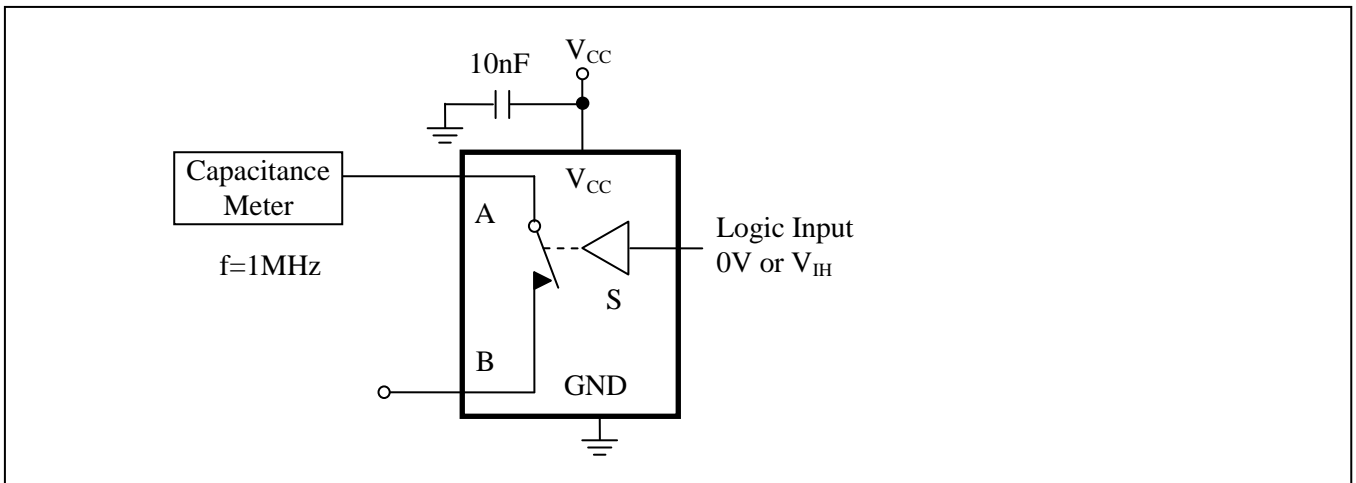 V_CC
10nF
Capacitance
Meter
f=1MHz
V_CC
A
S
B
GND
Logic Input
0V or V_IH